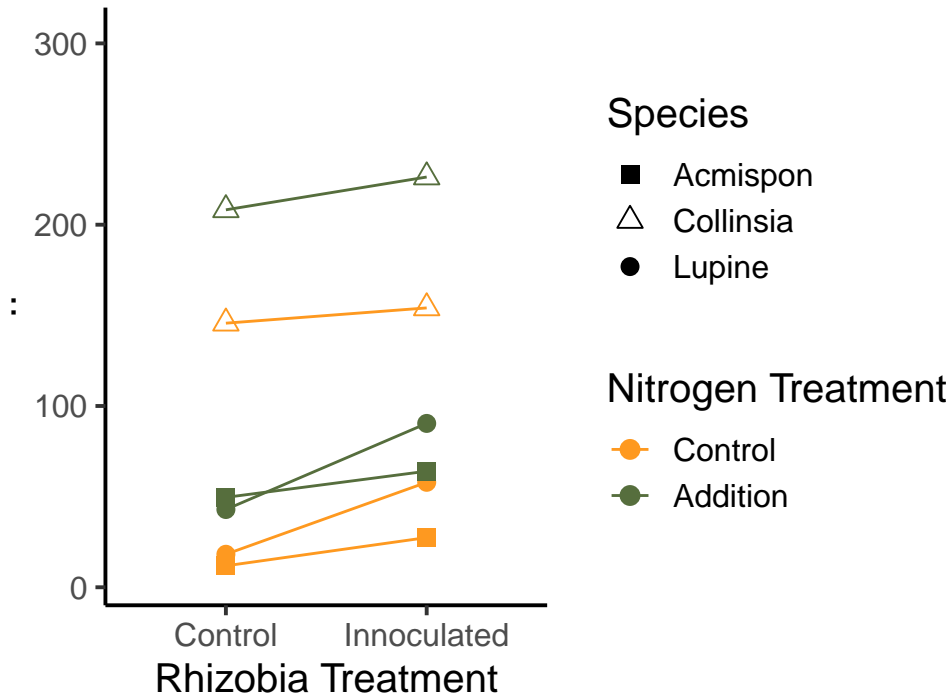 300
200
100
0
:
Control Innoculated
Rhizobia Treatment
Species
Acmispon
Collinsia
Lupine
Nitrogen Treatment
Control
Addition